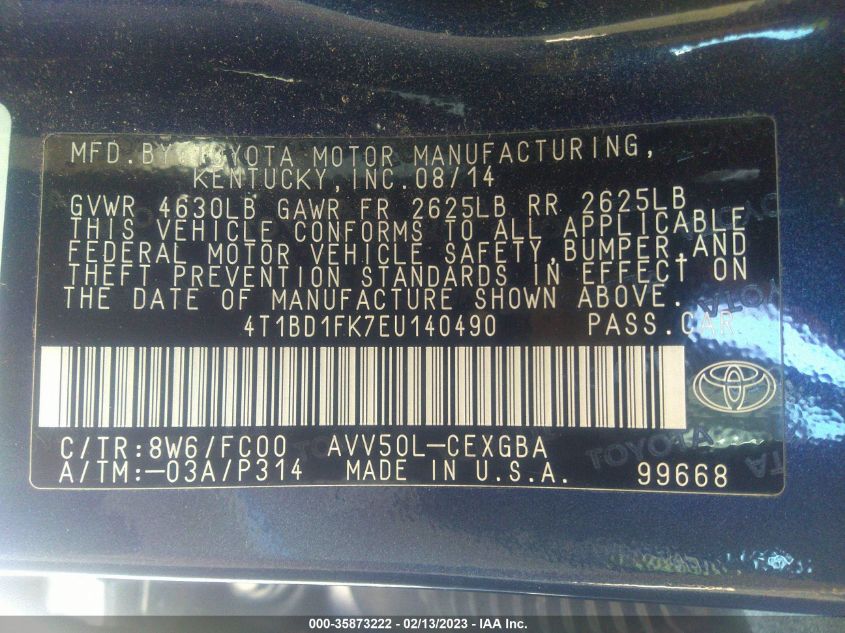 MFD.BY TOYOTA MOTOR MANUFACTURING,
KENTUCKY,INC.08/14
GVWR 4630LB GAWR FR 2625LB RR 2625LB
THIS VEHICLE CONFORMS TO ALL APPLICABLE
FEDERAL MOTOR VEHICLE SAFETY,BUMPER,AND
THEFT PREVENTION STANDARDS IN EFFECT ON
THE DATE OF MANUFACTURE SHOWN ABOVE.
4T1BD1FK7EU140490 PASS.CAR
C/TR:8W6/FC00 AVV50L-CEXGBA
TOYOTA
A/TM:-03A/P314 MADE IN U.S.A. 99668
000-35873222 - 02/13/2023 - IAA, Inc.